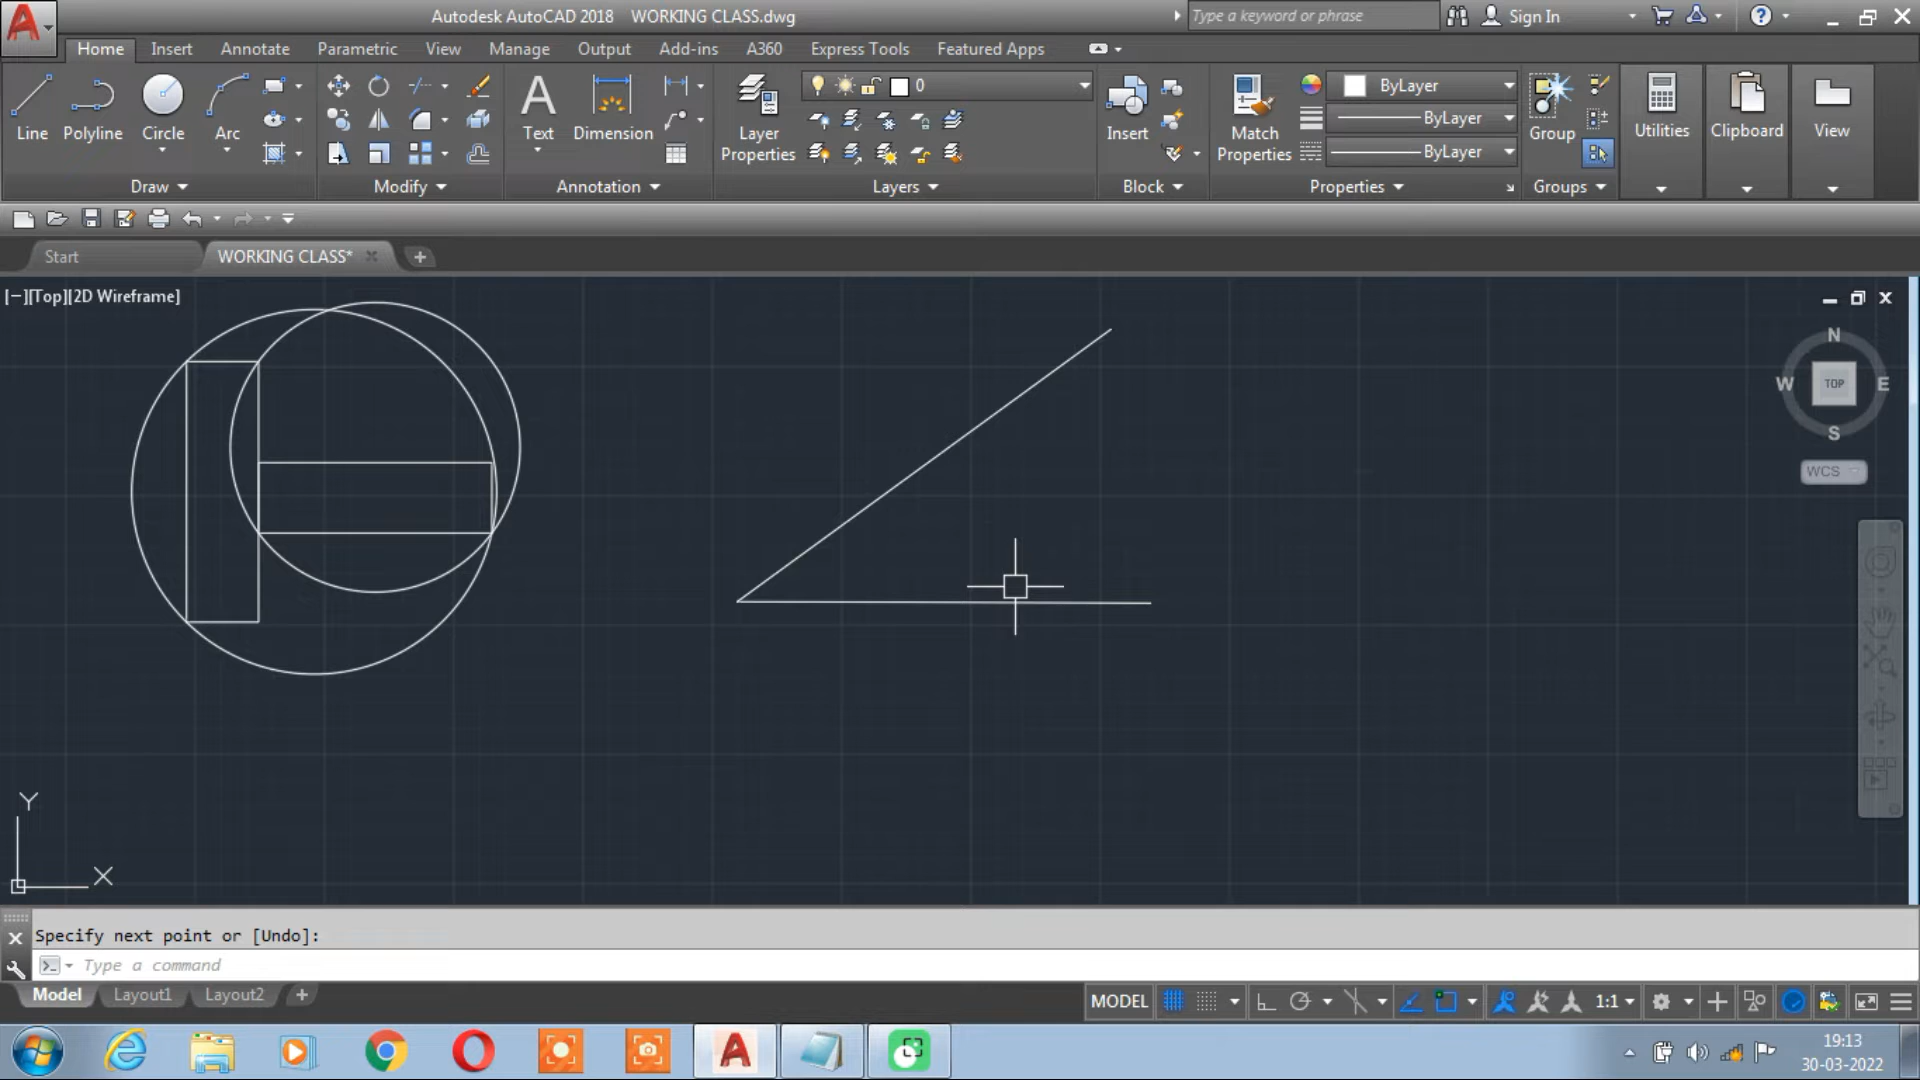 Autodesk AutoCAD 2018 WORKING CLASS.dwg
Type a keyword or phrase
Sign In
Home Insert Annotate Parametric View Manage Output Add-ins A360 Express Tools Featured Apps
Line
Polyline
Circle
Arc
Draw
Modify
Text
Dimension
Annotation
Layer
Properties
0
Layers
Insert
Block
Match
Properties
ByLayer
ByLayer
ByLayer
Properties
Group
Groups
Utilities
Clipboard
View
Start
WORKING CLASS*
[−][Top][2D Wireframe]
N
W
TOP
E
S
WCS
Y
X
Specify next point or [Undo]:
Type a command
Model Layout1 Layout2
MODEL
1:1
19:13
30-03-2022